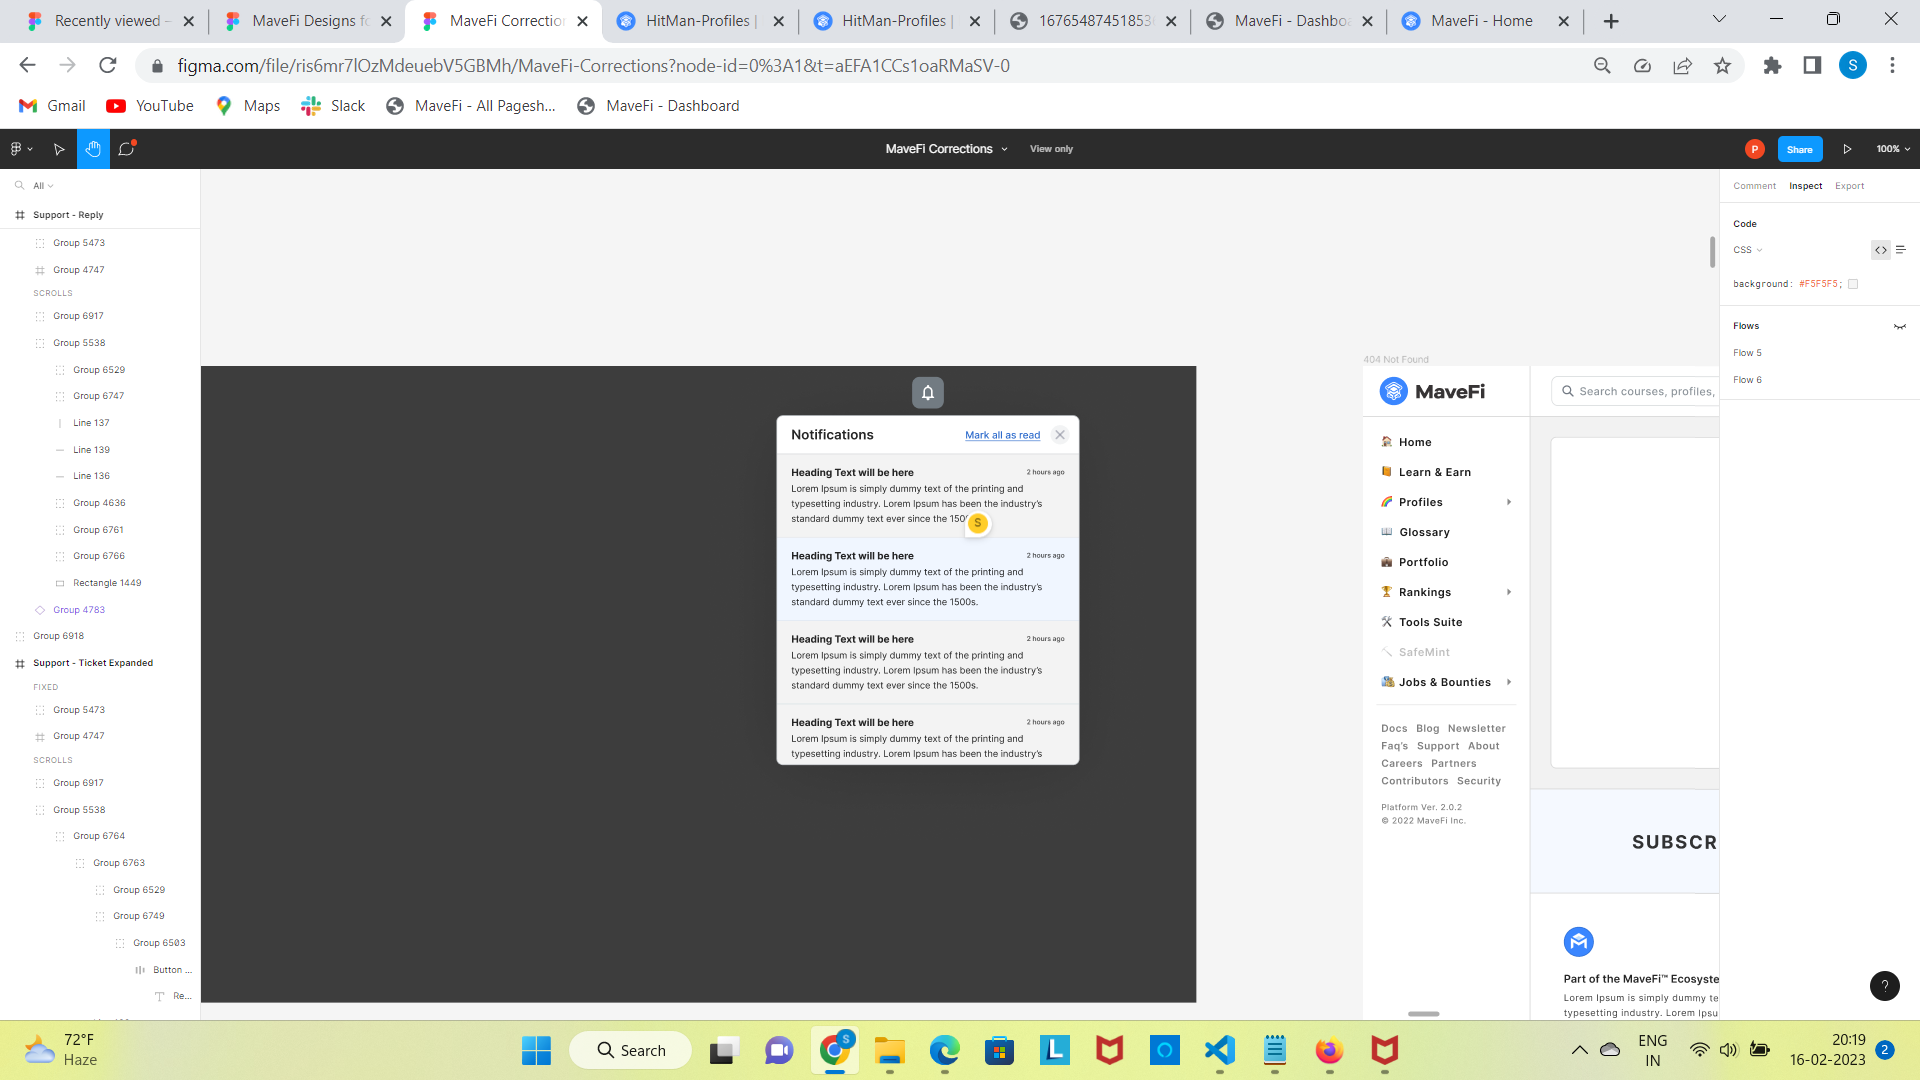 Recently viewed –
MaveFi Designs fo
MaveFi Correction
HitMan-Profiles |
HitMan-Profiles |
MaveFi - Dashboa
MaveFi - Home
figma.com/file/ris6mr7lOzMdeuebV5GBMh/MaveFi-Corrections?node-id=0%3A1&t=aEFA1CCs1oaRMaSV-0
S
Gmail
YouTube
Maps
Slack
MaveFi - All Pagesh...
MaveFi - Dashboard
MaveFi Corrections
View only
P
Share
100%
All
Support - Reply
Group 5473
Group 4747
SCROLLS
Group 6917
Group 5538
Group 6529
Group 6747
Line 137
Line 139
Line 136
Group 4636
Group 6761
Group 6766
Rectangle 1449
Group 4783
Group 6918
Support - Ticket Expanded
FIXED
Group 5473
Group 4747
SCROLLS
Group 6917
Group 5538
Group 6764
Group 6763
Group 6529
Group 6749
Group 6503
Button ...
Re...
Notifications
Mark all as read
Heading Text will be here
2 hours ago
Lorem Ipsum is simply dummy text of the printing and
typesetting industry. Lorem Ipsum has been the industry's
standard dummy text ever since the 150
S
Heading Text will be here
2 hours ago
Lorem Ipsum is simply dummy text of the printing and
typesetting industry. Lorem Ipsum has been the industry's
standard dummy text ever since the 1500s.
Heading Text will be here
2 hours ago
Lorem Ipsum is simply dummy text of the printing and
typesetting industry. Lorem Ipsum has been the industry's
standard dummy text ever since the 1500s.
Heading Text will be here
2 hours ago
Lorem Ipsum is simply dummy text of the printing and
typesetting industry. Lorem Ipsum has been the industry's
404 Not Found
MaveFi
Search courses, profiles,
Home
Learn & Earn
Profiles
Glossary
Portfolio
Rankings
Tools Suite
SafeMint
Jobs & Bounties
Docs Blog Newsletter
Faq's Support About
Careers Partners
Contributors Security
Platform Ver. 2.0.2
© 2022 MaveFi Inc.
SUBSCR
Part of the MaveFi™ Ecosyste
Lorem Ipsum is simply dummy te
typesetting industry. Lorem Ipsu
Comment
Inspect
Export
Code
CSS
background: #F5F5F5;
Flows
Flow 5
Flow 6
?
72°F
Haze
Search
S
L
ENG
IN
20:19
16-02-2023
2